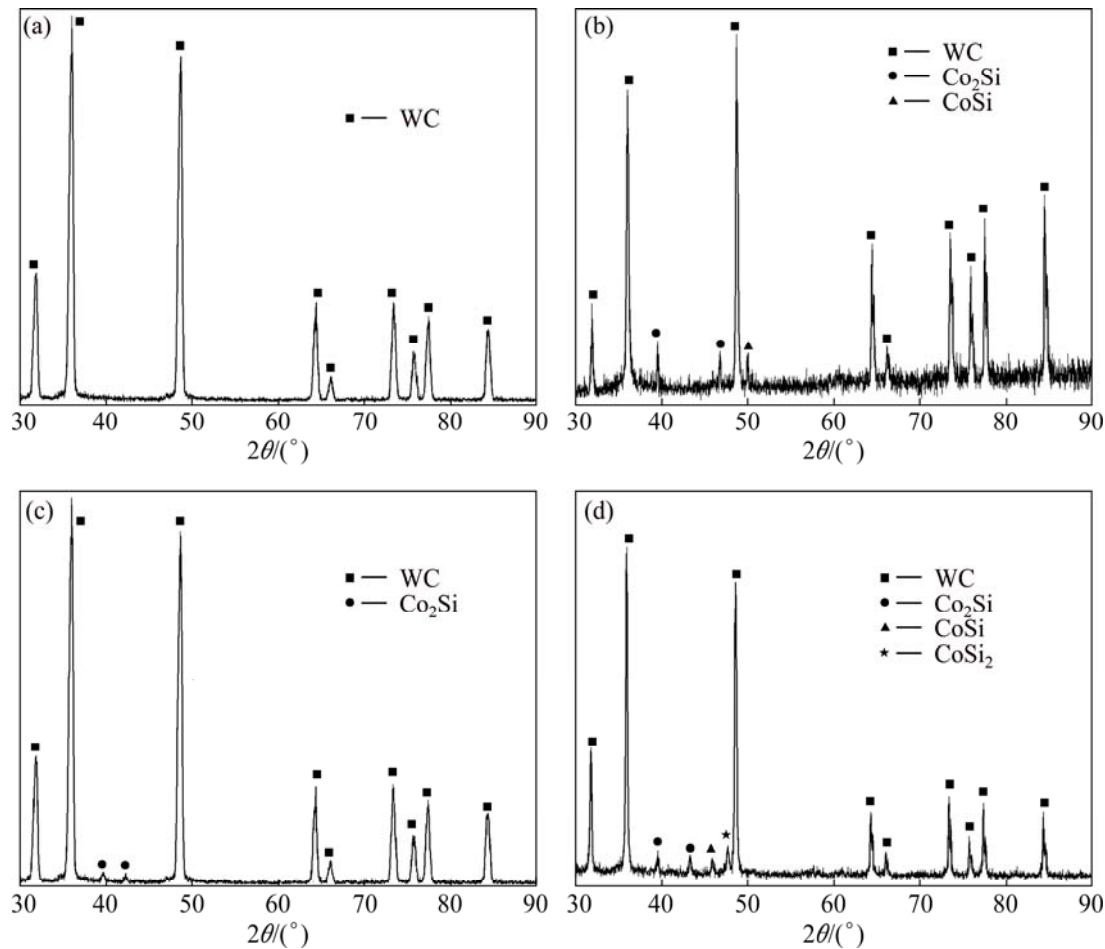 (a)
■ — WC
30 40 50 60 70 80 90
2θ/(°)
(b)
■ — WC
● — Co₂Si
▲ — CoSi
30 40 50 60 70 80 90
2θ/(°)
(c)
■ — WC
● — Co₂Si
30 40 50 60 70 80 90
2θ/(°)
(d)
■ — WC
● — Co₂Si
▲ — CoSi
★ — CoSi₂
30 40 50 60 70 80 90
2θ/(°)